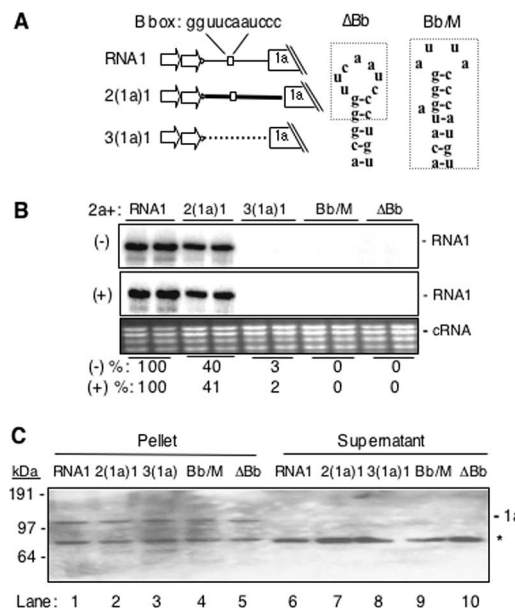 A
B box: gguucaauccc
ΔBb
Bb/M
RNA1
1a
2(1a)1
1a
3(1a)1
1a
a a
c a
u u
u c
g-c
g-c
g-u
c-g
a-u
u u
a a
g-c
g-c
g-c
a u-a
a-u
c-g
a-u
B
2a+: RNA1 2(1a)1 3(1a)1 Bb/M ΔBb
(-) - RNA1
(+) - RNA1
- cRNA
(-) %: 100 40 3 0 0
(+) %: 100 41 2 0 0
C
Pellet Supernatant
kDa RNA1 2(1a)1 3(1a) Bb/M ΔBb RNA1 2(1a)1 3(1a)1 Bb/M ΔBb
191 -
97 - - 1a
*
64 -
Lane: 1 2 3 4 5 6 7 8 9 10